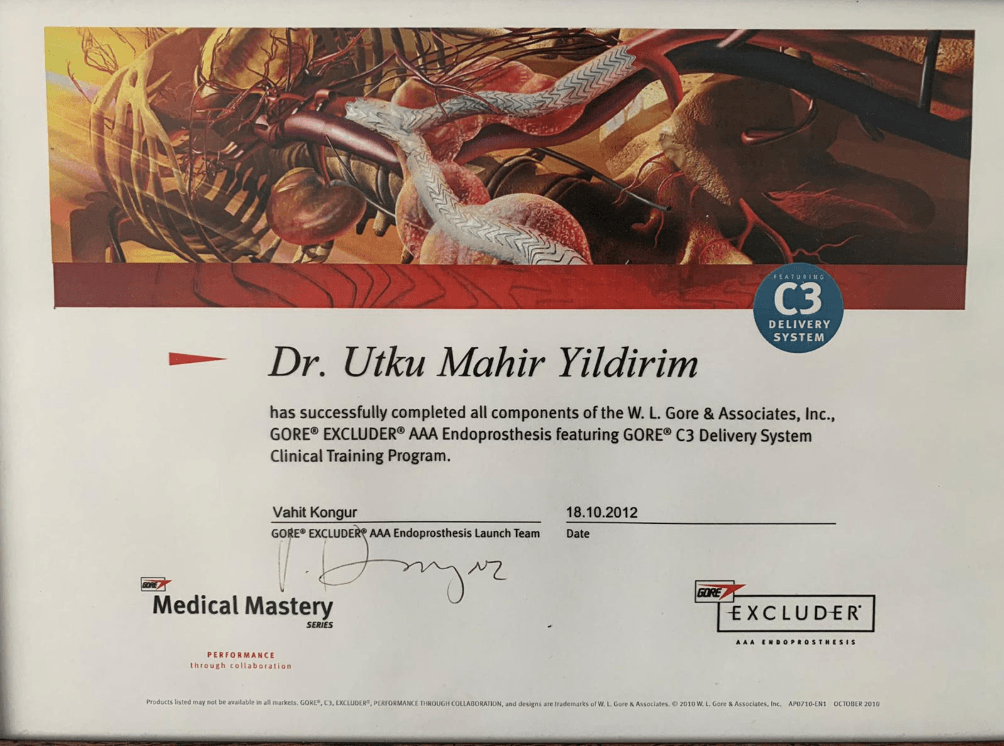 FEATURING
C3
DELIVERY
SYSTEM
Dr. Utku Mahir Yildirim
has successfully completed all components of the W. L. Gore & Associates, Inc.,
GORE® EXCLUDER® AAA Endoprosthesis featuring GORE® C3 Delivery System
Clinical Training Program.
Vahit Kongur
18.10.2012
GORE® EXCLUDER® AAA Endoprosthesis Launch Team
Date
GORE
Medical Mastery
SERIES
PERFORMANCE
through collaboration
GORE
EXCLUDER®
AAA ENDOPROSTHESIS
Products listed may not be available in all markets. GORE®, C3, EXCLUDER®, PERFORMANCE THROUGH COLLABORATION, and designs are trademarks of W. L. Gore & Associates. © 2010 W. L. Gore & Associates, Inc. AP0710-EN1 OCTOBER 2010